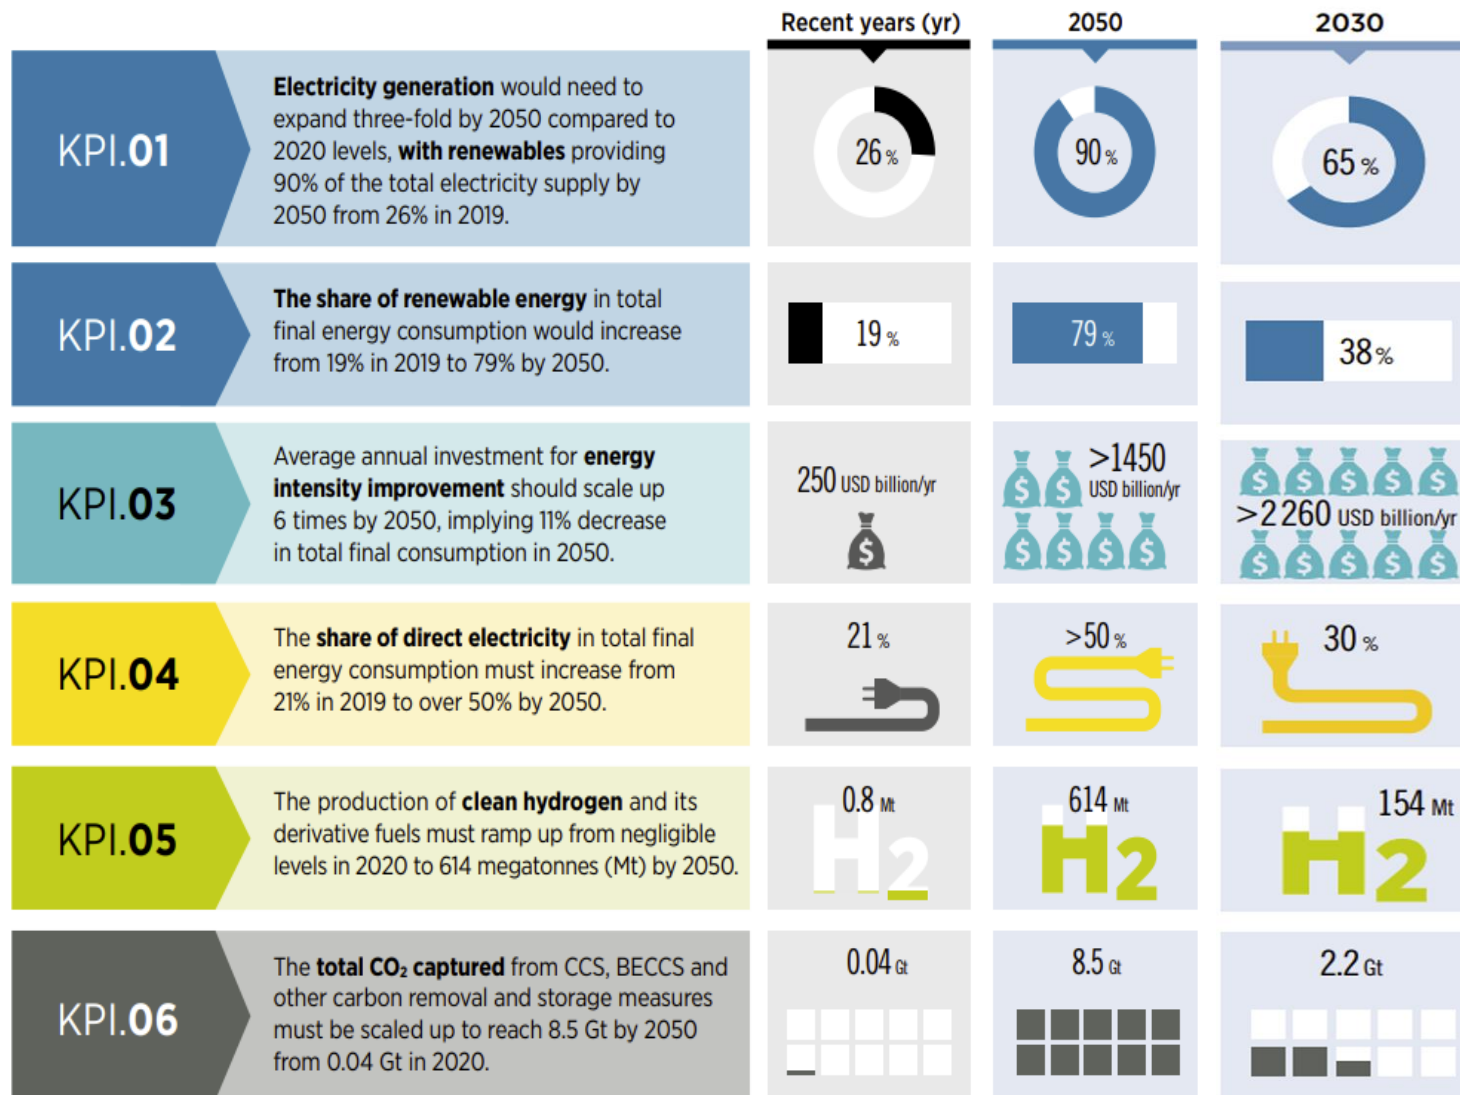 Recent years (yr) 2050 2030
KPI.01
Electricity generation would need to
expand three-fold by 2050 compared to
2020 levels, with renewables providing
90% of the total electricity supply by
2050 from 26% in 2019.
26 %
90 %
65 %
KPI.02
The share of renewable energy in total
final energy consumption would increase
from 19% in 2019 to 79% by 2050.
19 %
79 %
38 %
KPI.03
Average annual investment for energy
intensity improvement should scale up
6 times by 2050, implying 11% decrease
in total final consumption in 2050.
250 USD billion/yr
$
>1450
USD billion/yr
$ $
$ $ $ $
$ $ $ $ $
>2 260 USD billion/yr
$ $ $ $ $
KPI.04
The share of direct electricity in total final
energy consumption must increase from
21% in 2019 to over 50% by 2050.
21 %
>50 %
30 %
KPI.05
The production of clean hydrogen and its
derivative fuels must ramp up from negligible
levels in 2020 to 614 megatonnes (Mt) by 2050.
0.8 Mt
H2
614 Mt
H2
154 Mt
H2
KPI.06
The total CO₂ captured from CCS, BECCS and
other carbon removal and storage measures
must be scaled up to reach 8.5 Gt by 2050
from 0.04 Gt in 2020.
0.04 Gt
8.5 Gt
2.2 Gt